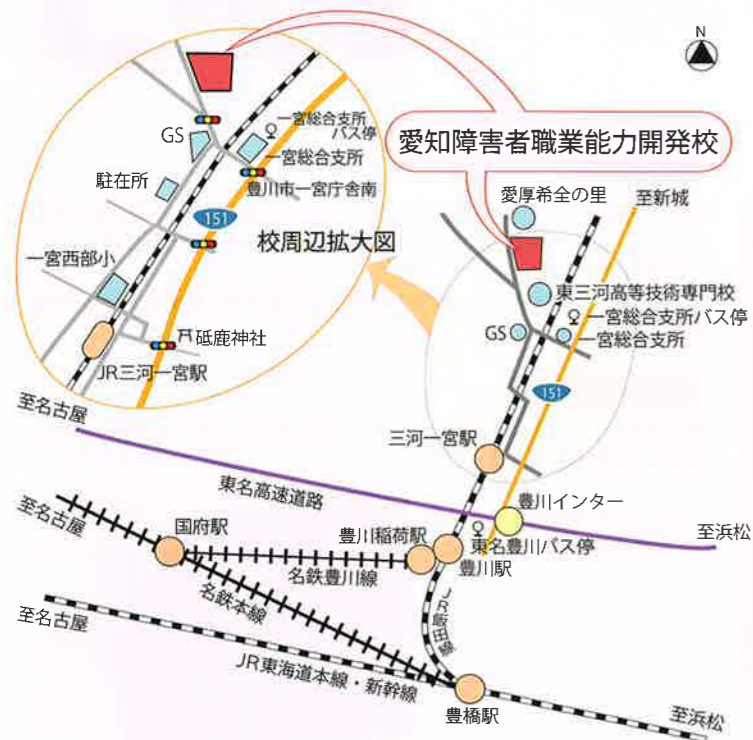 N
愛知障害者職業能力開発校
一宮総合支所
バス停
GS
一宮総合支所
駐在所
豊川市一宮庁舎南
151
校周辺拡大図
一宮西部小
砥鹿神社
JR三河一宮駅
愛厚希全の里
至新城
東三河高等技術専門校
一宮総合支所バス停
GS
一宮総合支所
151
至名古屋
三河一宮駅
東名高速道路
豊川インター
至名古屋
国府駅
豊川稲荷駅
東名豊川バス停
至浜松
名鉄豊川線
豊川駅
名鉄本線
JR飯田線
至名古屋
JR東海道本線・新幹線
豊橋駅
至浜松